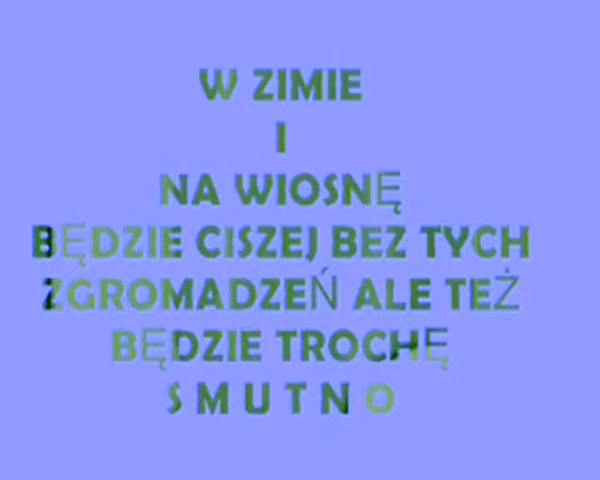 W ZIMIE
I
NA WIOSNĘ
BĘDZIE CISZEJ BEZ TYCH
ZGROMADZEŃ ALE TEŻ
BĘDZIE TROCHĘ
S M U T N O